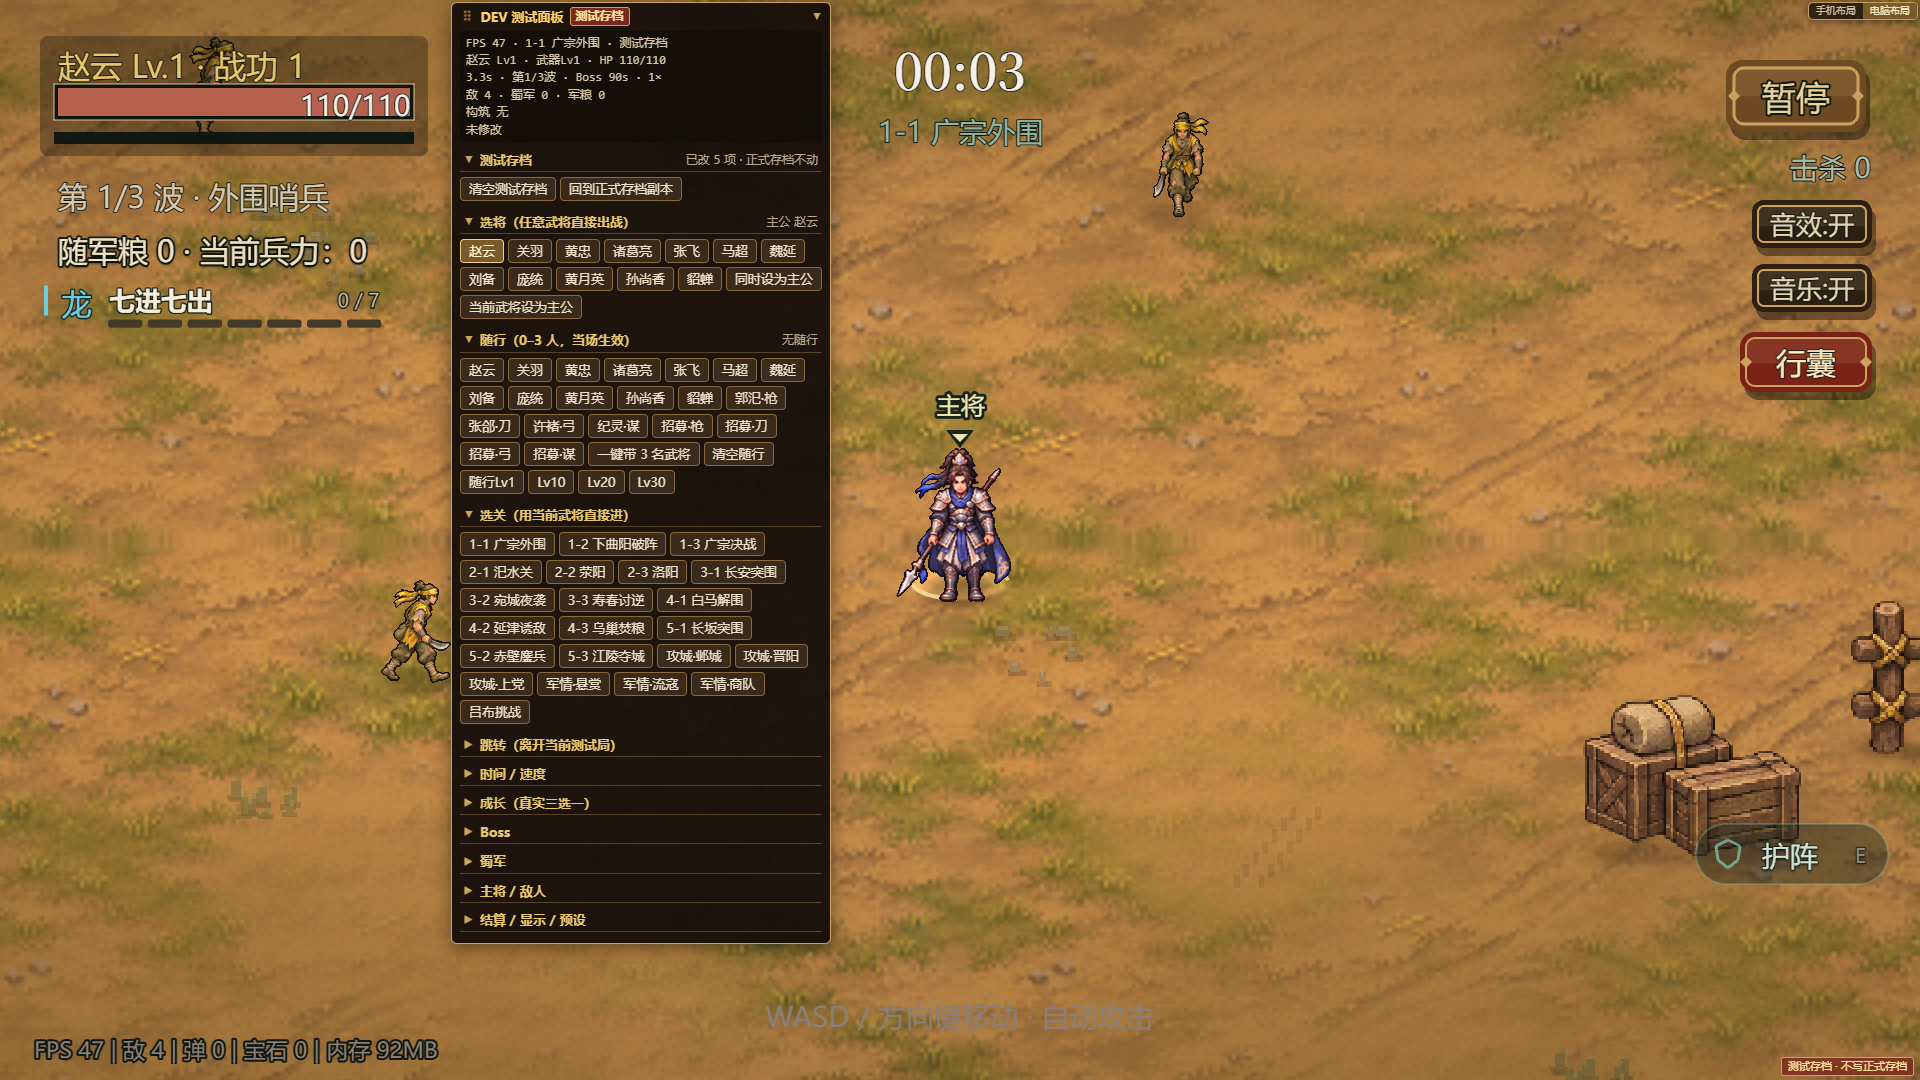 赵云 Lv.1 · 战功 1
110/110
第 1/3 波 · 外围哨兵
随军粮 0 · 当前兵力：0
龙 七进七出 0 / 7
DEV 测试面板 测试存档
FPS 47 · 1-1 广宗外围 · 测试存档
赵云 Lv1 · 武器Lv1 · HP 110/110
3.3s · 第1/3波 · Boss 90s · 1×
敌 4 · 蜀军 0 · 军粮 0
构筑 无
未修改
测试存档 已改 5 项 · 正式存档不动
清空测试存档 回到正式存档副本
选将（任意武将直接出战） 主公 赵云
赵云 关羽 黄忠 诸葛亮 张飞 马超 魏延
刘备 庞统 黄月英 孙尚香 貂蝉 同时设为主公
当前武将设为主公
随行（0–3 人，当场生效） 无随行
赵云 关羽 黄忠 诸葛亮 张飞 马超 魏延
刘备 庞统 黄月英 孙尚香 貂蝉 郭汜·枪
张郃·刀 许褚·弓 纪灵·谋 招募·枪 招募·刀
招募·弓 招募·谋 一键带 3 名武将 清空随行
随行Lv1 Lv10 Lv20 Lv30
选关（用当前武将直接进）
1-1 广宗外围 1-2 下曲阳破阵 1-3 广宗决战
2-1 汜水关 2-2 荥阳 2-3 洛阳 3-1 长安突围
3-2 宛城夜袭 3-3 寿春讨逆 4-1 白马解围
4-2 延津诱敌 4-3 乌巢焚粮 5-1 长坂突围
5-2 赤壁鏖兵 5-3 江陵夺城 攻城·邺城 攻城·晋阳
攻城·上党 军情·悬赏 军情·流寇 军情·商队
吕布挑战
跳转（离开当前测试局）
时间 / 速度
成长（真实三选一）
Boss
蜀军
主将 / 敌人
结算 / 显示 / 预设
00:03
1-1 广宗外围
主将
手机布局 电脑布局
暂停
击杀 0
音效:开
音乐:开
行囊
护阵 E
WASD / 方向键移动 · 自动攻击
FPS 47 | 敌 4 | 弹 0 | 宝石 0 | 内存 92MB
测试存档 · 不写正式存档